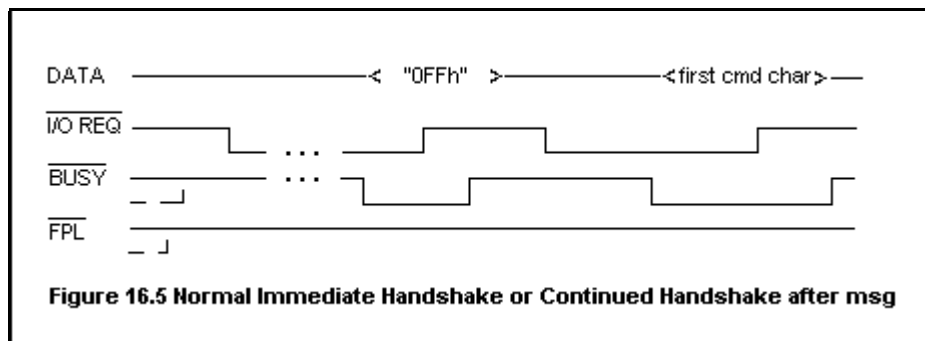 DATA < "0FFh" > <first cmd char>
I/O REQ ...
BUSY ...
FPL
Figure 16.5 Normal Immediate Handshake or Continued Handshake after msg